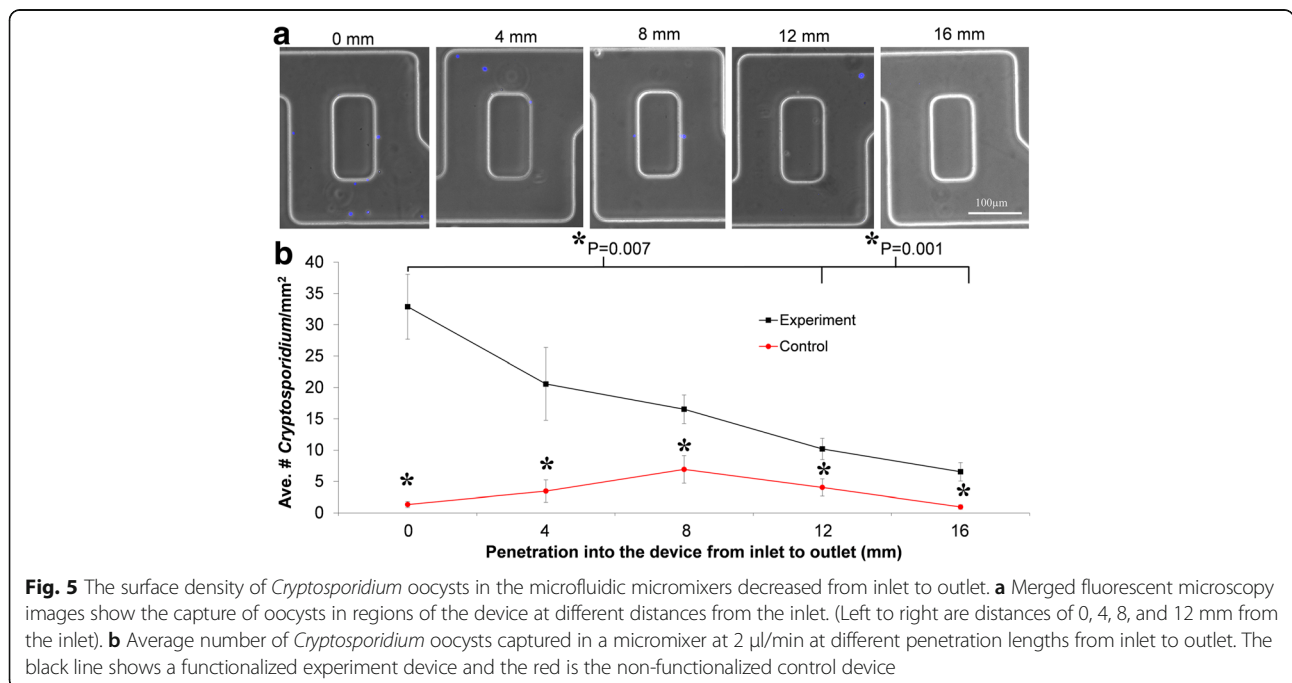 a
0 mm 4 mm 8 mm 12 mm 16 mm
100µm
b
* P=0.007 * P=0.001
Ave. # Cryptosporidium/mm²
40
35
30
25
20
15
10
5
0
Experiment
Control
* * * * *
0 4 8 12 16
Penetration into the device from inlet to outlet (mm)
Fig. 5 The surface density of Cryptosporidium oocysts in the microfluidic micromixers decreased from inlet to outlet. a Merged fluorescent microscopy
images show the capture of oocysts in regions of the device at different distances from the inlet. (Left to right are distances of 0, 4, 8, and 12 mm from
the inlet). b Average number of Cryptosporidium oocysts captured in a micromixer at 2 µl/min at different penetration lengths from inlet to outlet. The
black line shows a functionalized experiment device and the red is the non-functionalized control device